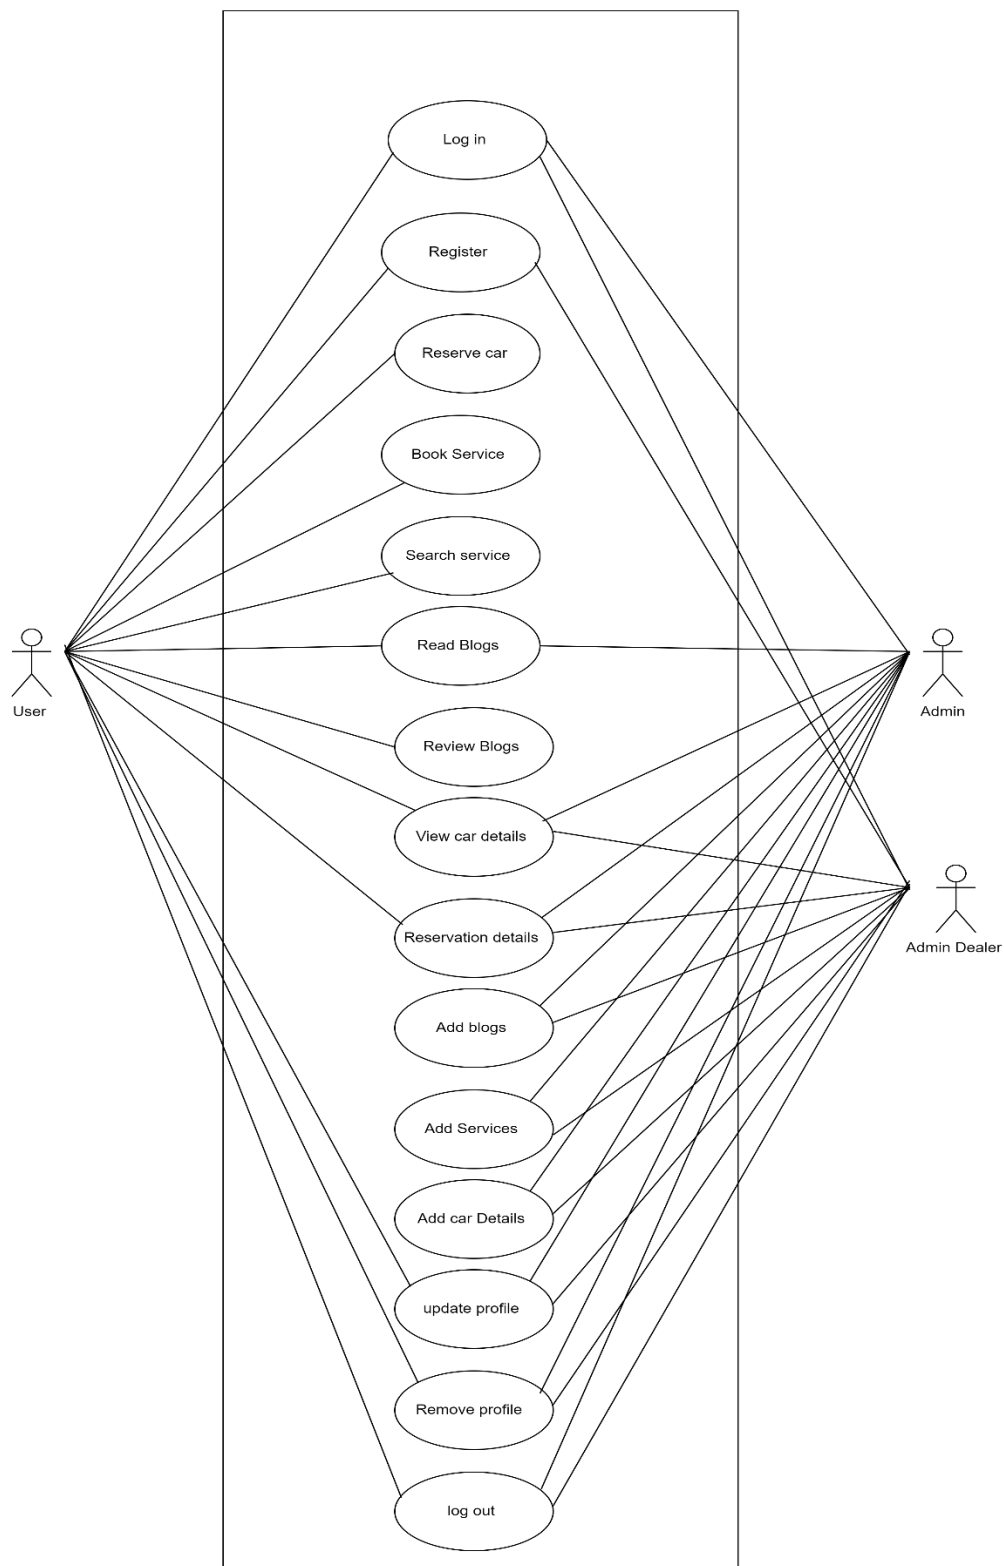 Log in
Register
Reserve car
Book Service
Search service
Read Blogs
User
Admin
Review Blogs
View car details
Reservation details
Admin Dealer
Add blogs
Add Services
Add car Details
update profile
Remove profile
log out